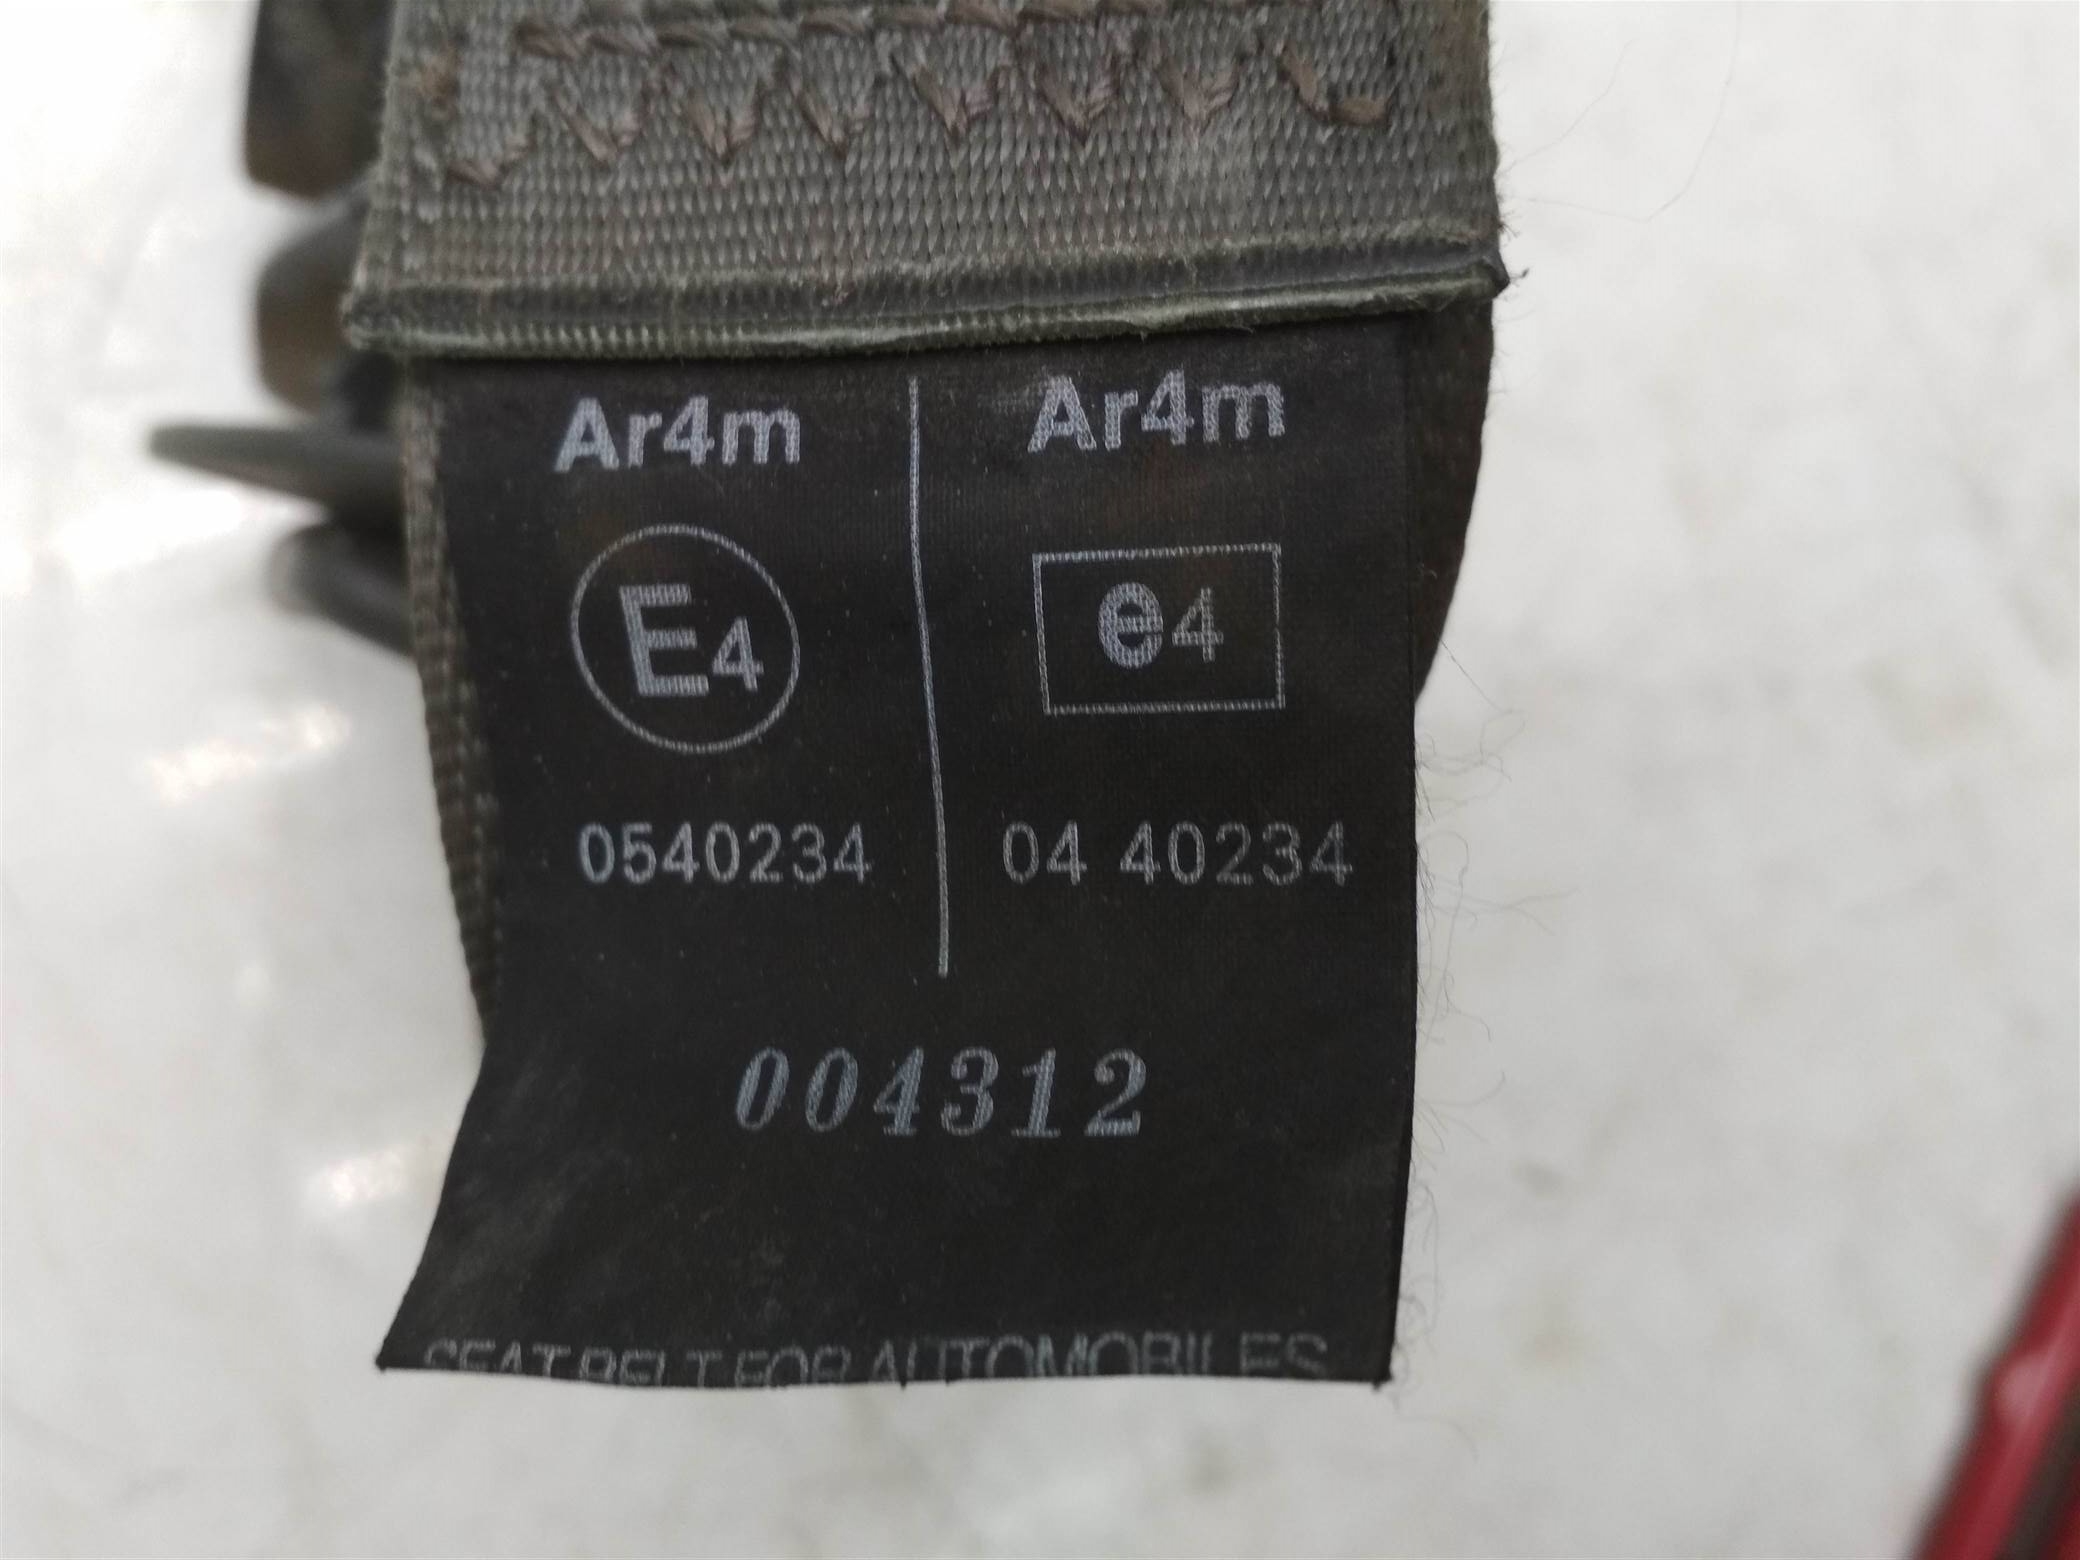 Ar4m Ar4m
E4 e4
0540234 04 40234
004312
SEAT BELT FOR AUTOMOBILES